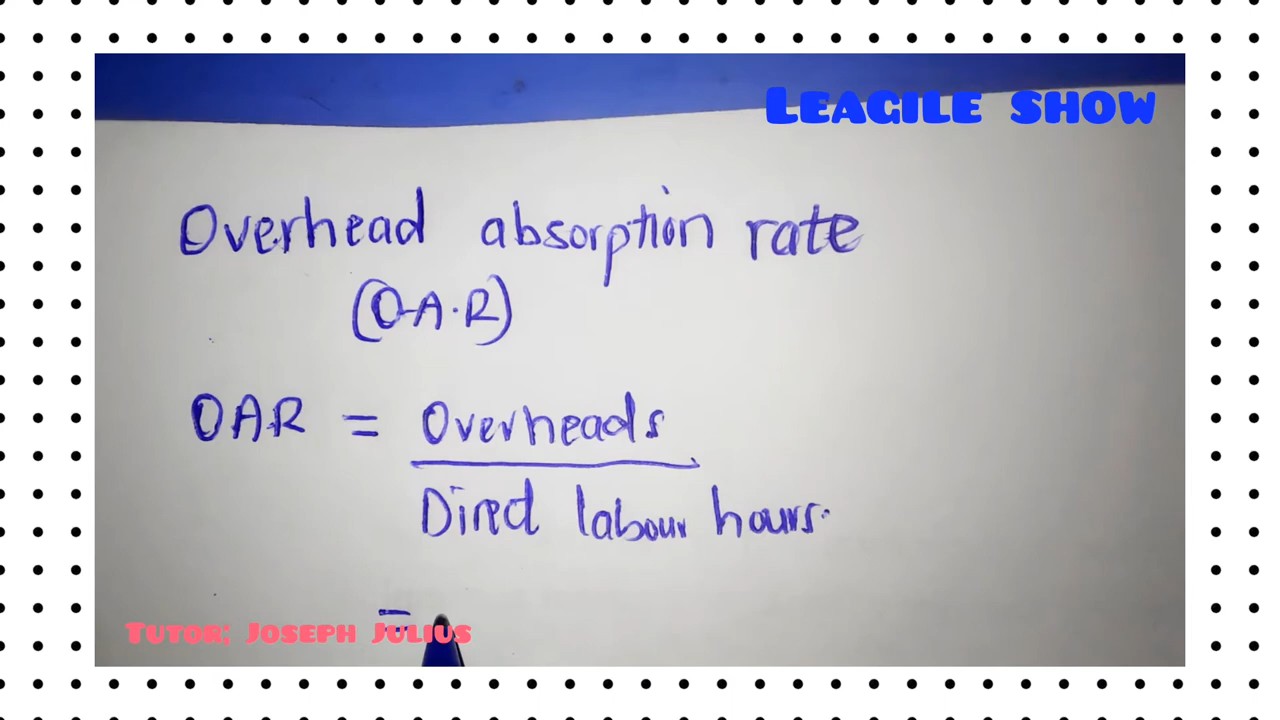 LEAGILE SHOW
Overhead absorption rate
(O.A.R)
OAR = Overheads
Direct labour hours.
=
TUTOR; JOSEPH JULIUS